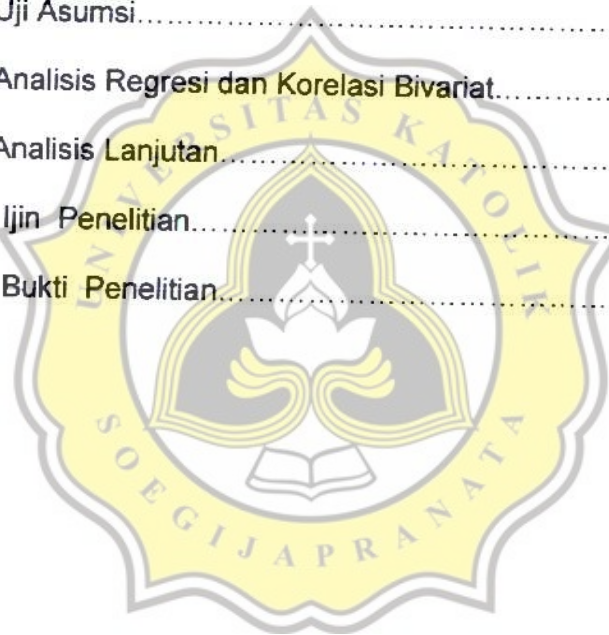 Uji Asumsi
Analisis Regresi dan Korelasi Bivariat
Analisis Lanjutan
Ijin Penelitian
Bukti Penelitian
UNIVERSITAS KATOLIK
SOEGIJAPRANATA